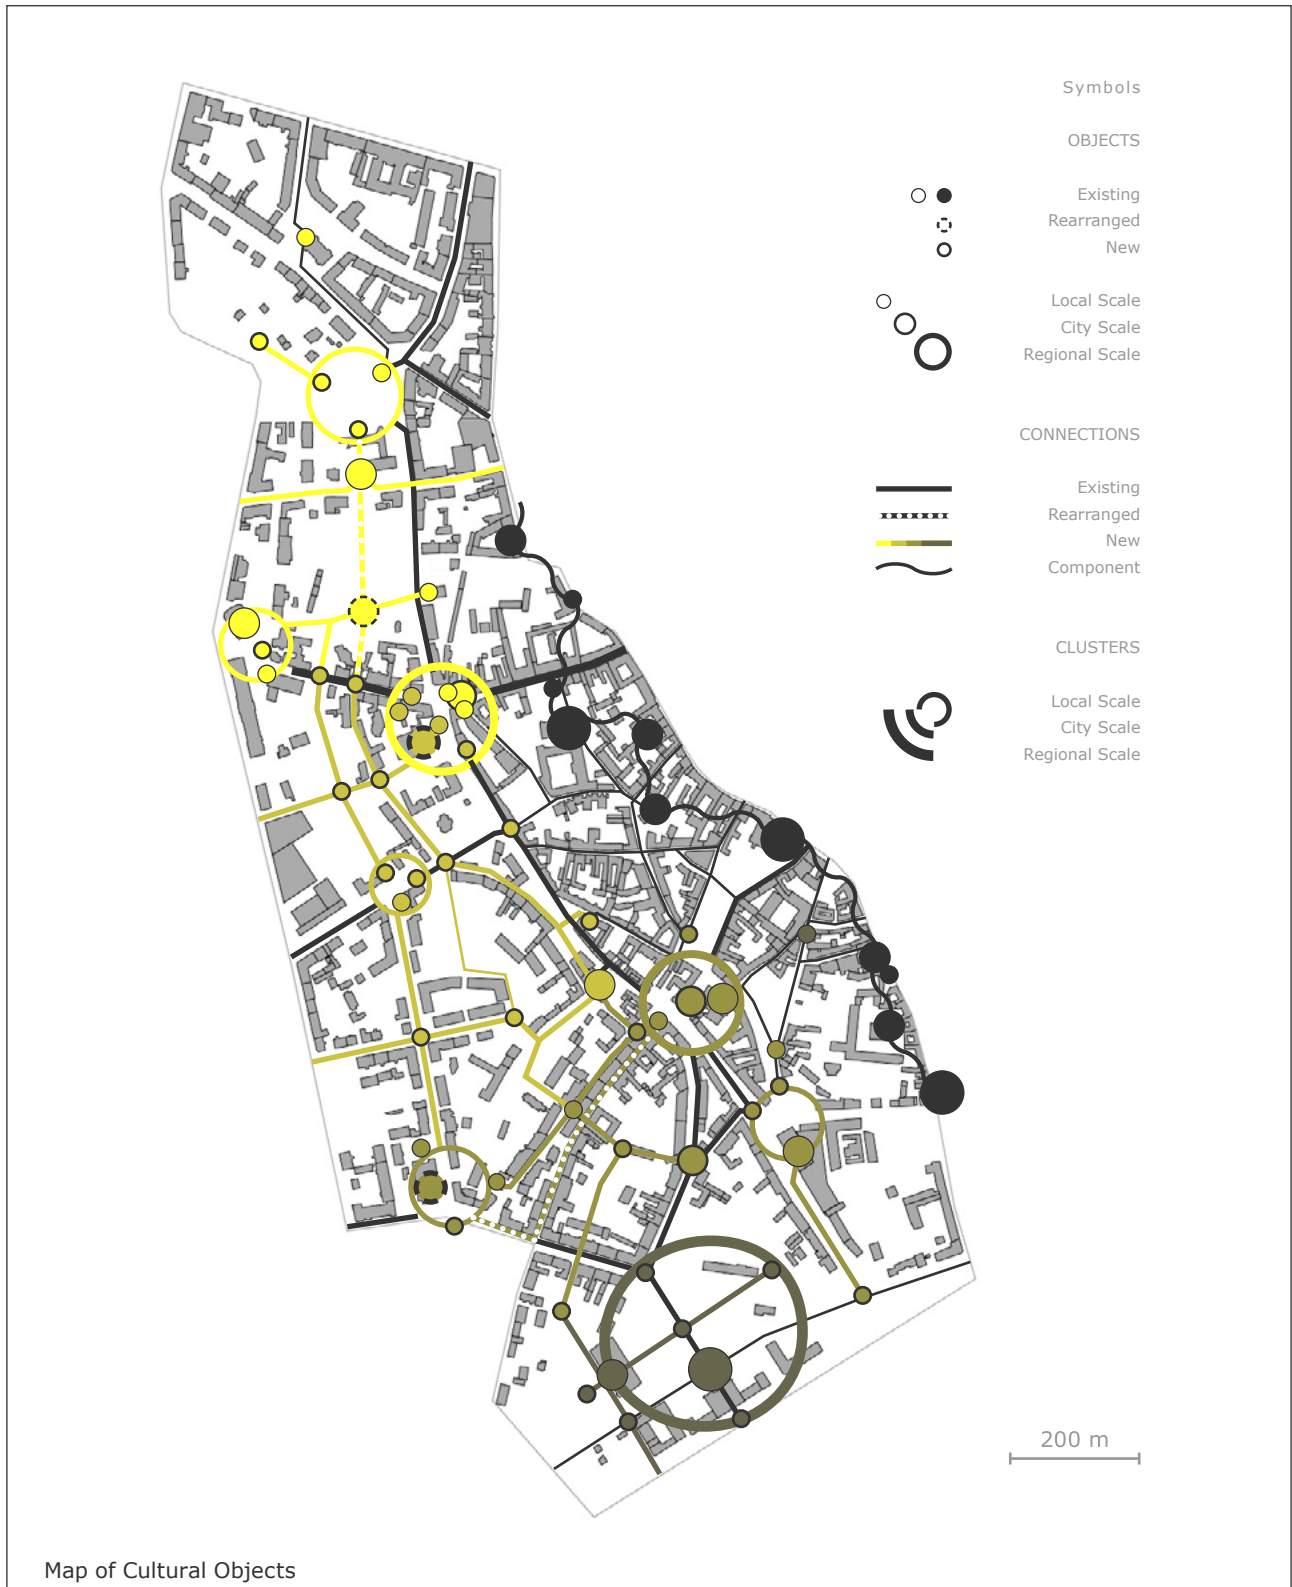 Symbols
OBJECTS
Existing
Rearranged
New
Local Scale
City Scale
Regional Scale
CONNECTIONS
Existing
Rearranged
New
Component
CLUSTERS
Local Scale
City Scale
Regional Scale
200 m
Map of Cultural Objects